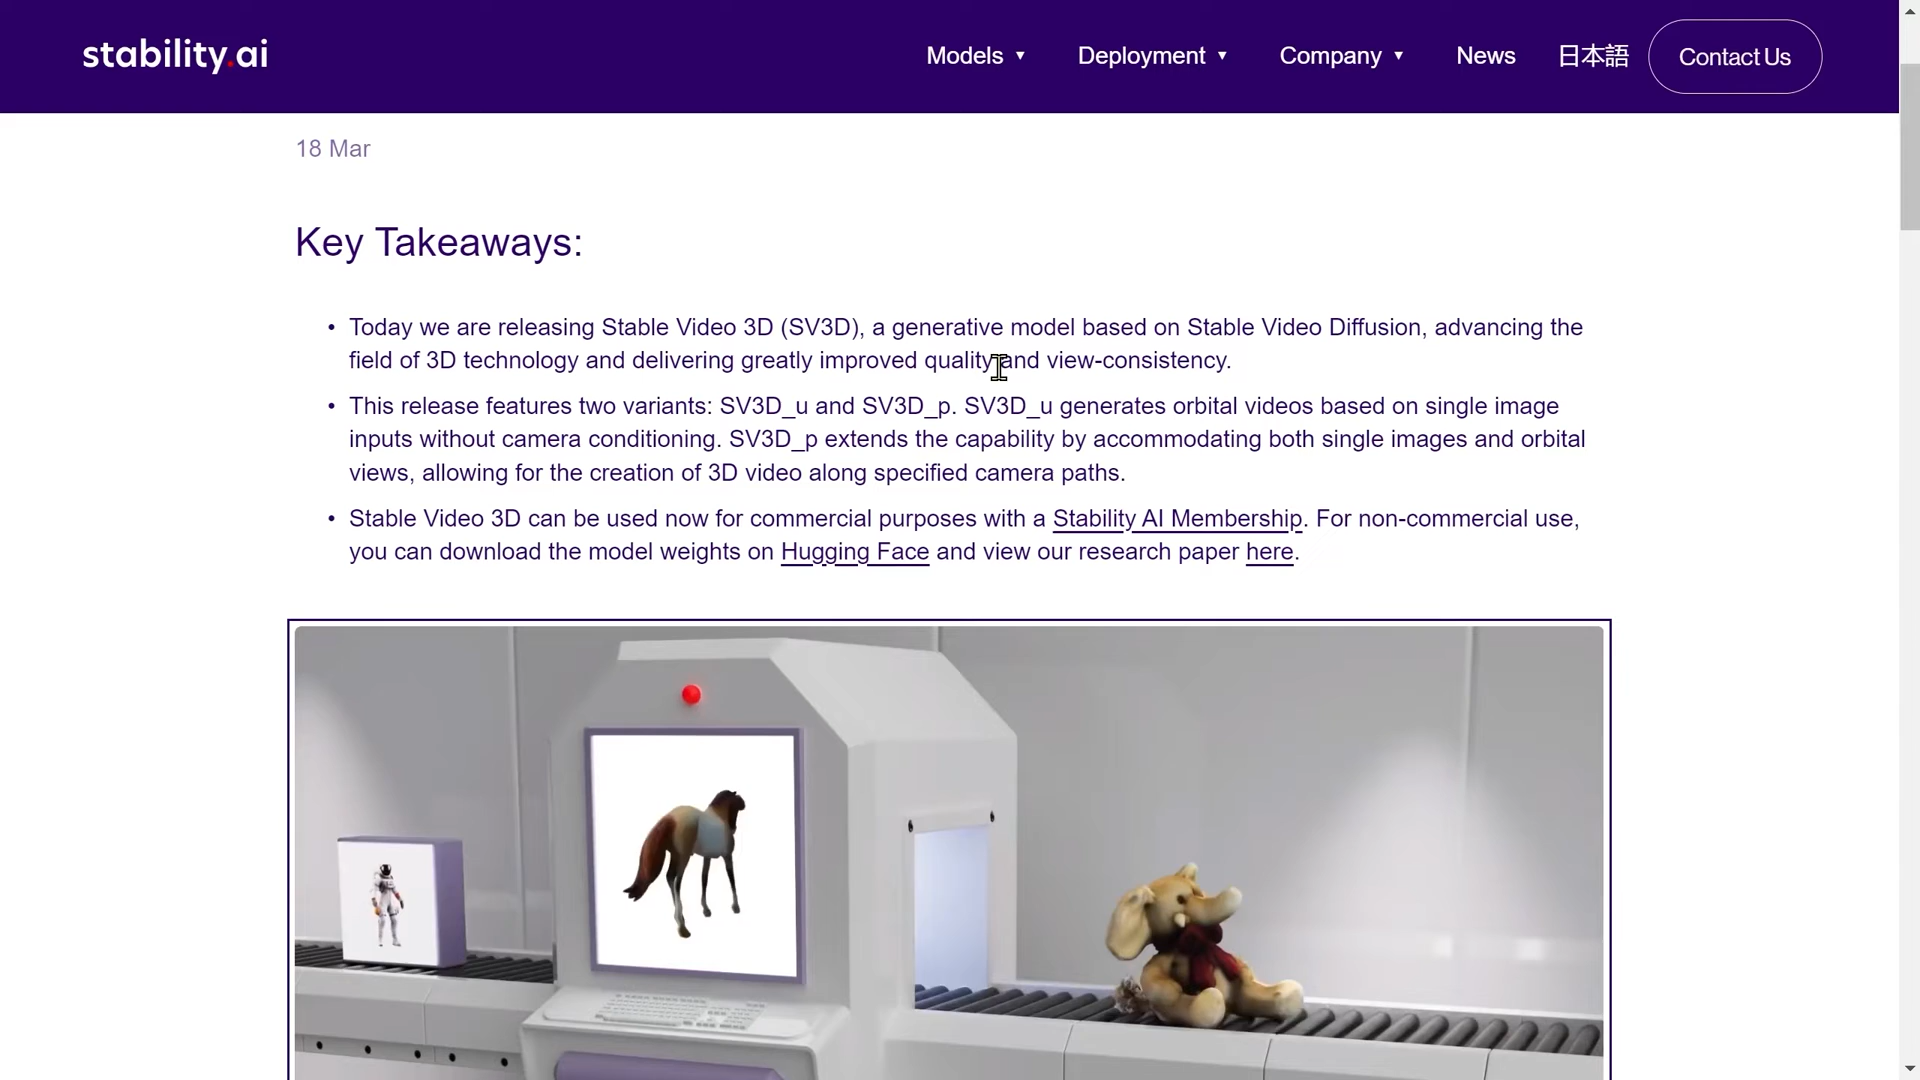 stability.ai
Models ▼ Deployment ▼ Company ▼ News 日本語 Contact Us
18 Mar
Key Takeaways:
• Today we are releasing Stable Video 3D (SV3D), a generative model based on Stable Video Diffusion, advancing the
field of 3D technology and delivering greatly improved quality and view-consistency.
• This release features two variants: SV3D_u and SV3D_p. SV3D_u generates orbital videos based on single image
inputs without camera conditioning. SV3D_p extends the capability by accommodating both single images and orbital
views, allowing for the creation of 3D video along specified camera paths.
• Stable Video 3D can be used now for commercial purposes with a Stability AI Membership. For non-commercial use,
you can download the model weights on Hugging Face and view our research paper here.